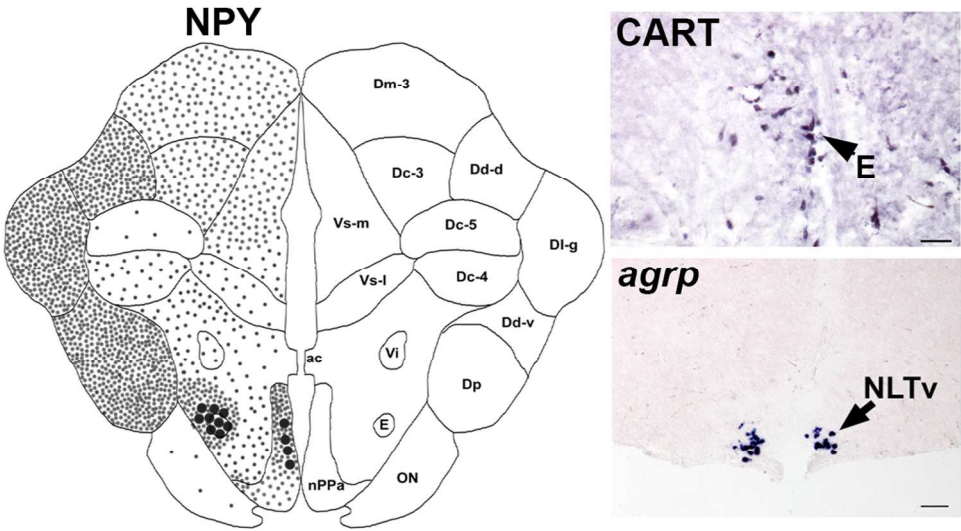 NPY
Dm-3
Dc-3
Dd-d
Vs-m
Dc-5
Dl-g
Vs-l
Dc-4
Dd-v
ac
Vi
Dp
E
nPPa
ON
CART
E
agrp
NLTv